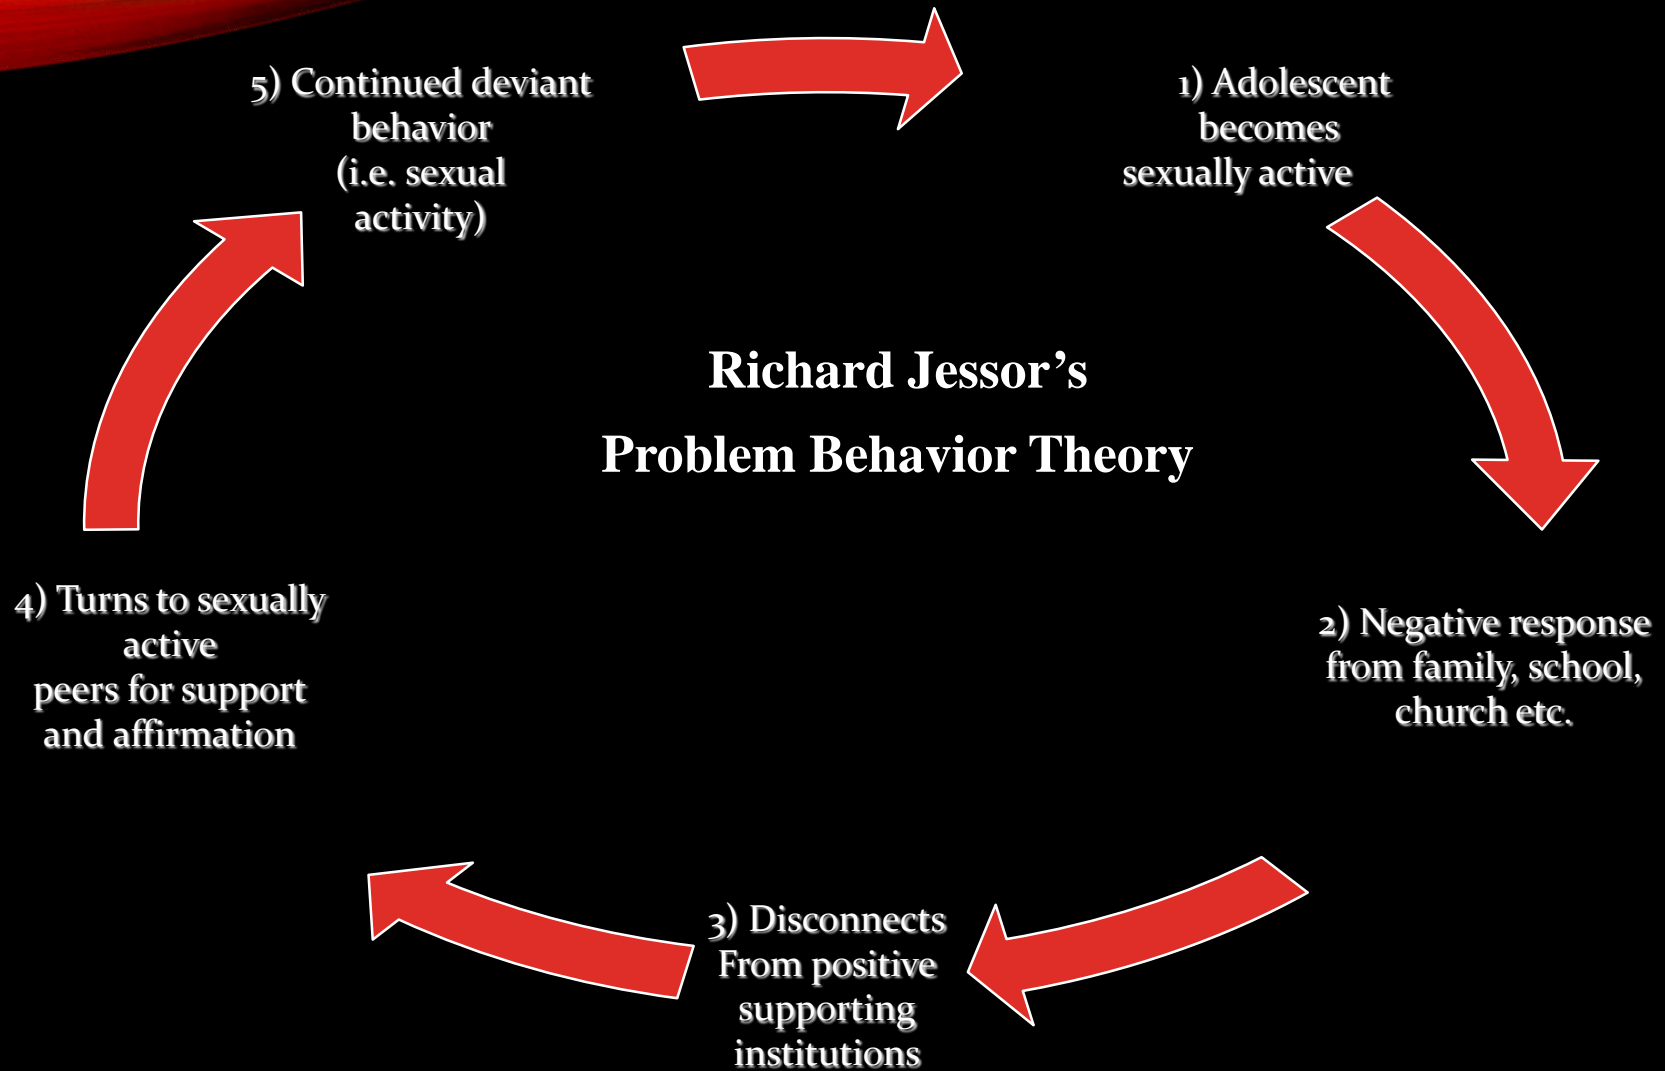 5) Continued deviant
behavior
(i.e. sexual
activity)
1) Adolescent
becomes
sexually active
Richard Jessor’s
Problem Behavior Theory
4) Turns to sexually
active
peers for support
and affirmation
2) Negative response
from family, school,
church etc.
3) Disconnects
From positive
supporting
institutions